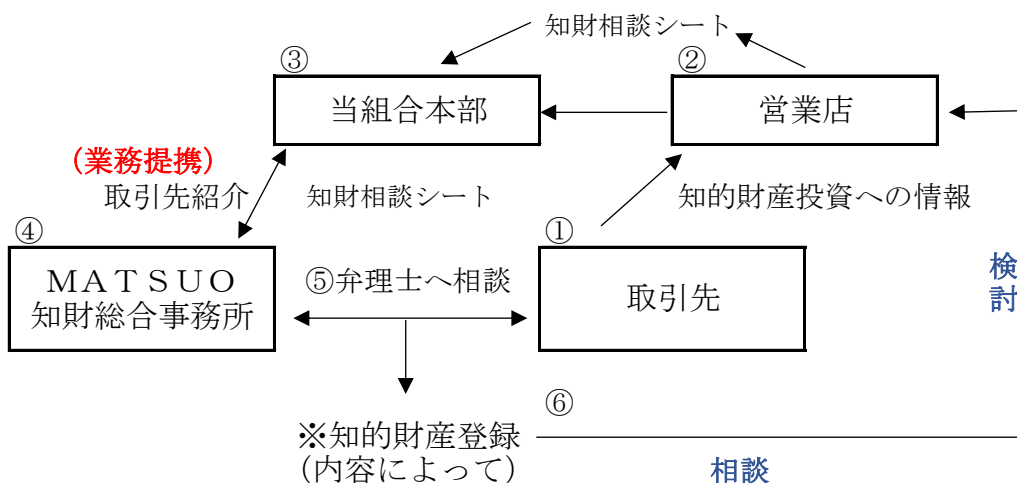 知財相談シート
③
②
当組合本部
営業店
(業務提携)
取引先紹介
知財相談シート
知的財産投資への情報
④
①
ＭＡＴＳＵＯ
知財総合事務所
⑤弁理士へ相談
取引先
検
討
⑥
※知的財産登録
(内容によって)
相談